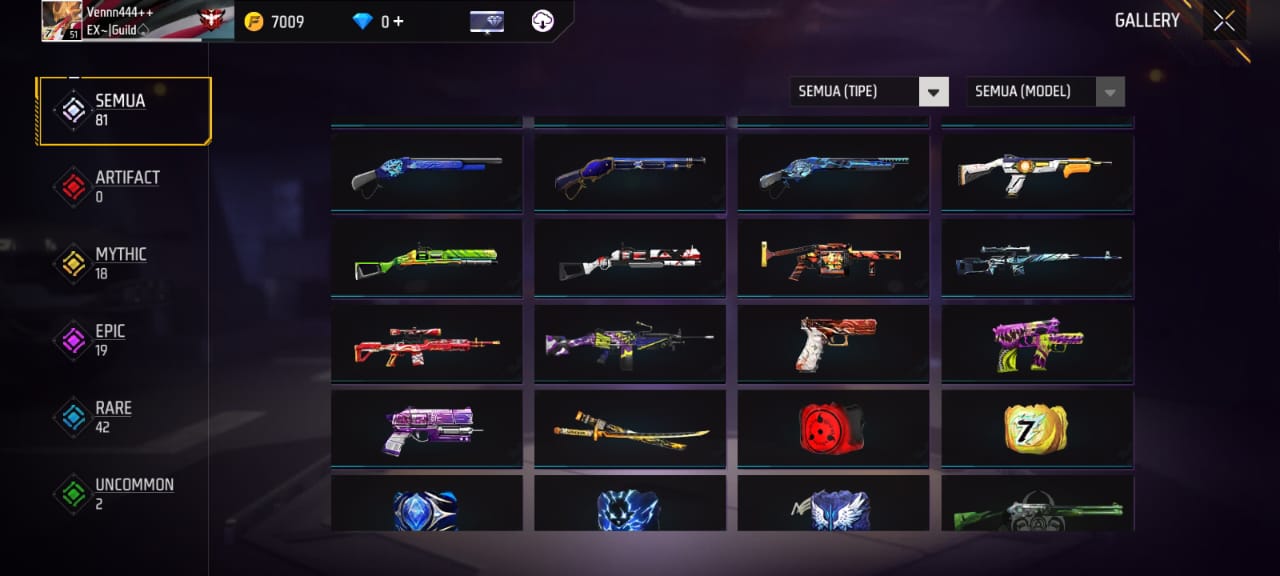 Vennn444++
EX~|Guild♤
51
7009
0 +
GALLERY
SEMUA
81
SEMUA (TIPE)
SEMUA (MODEL)
ARTIFACT
0
MYTHIC
18
EPIC
19
RARE
42
UNCOMMON
2
7